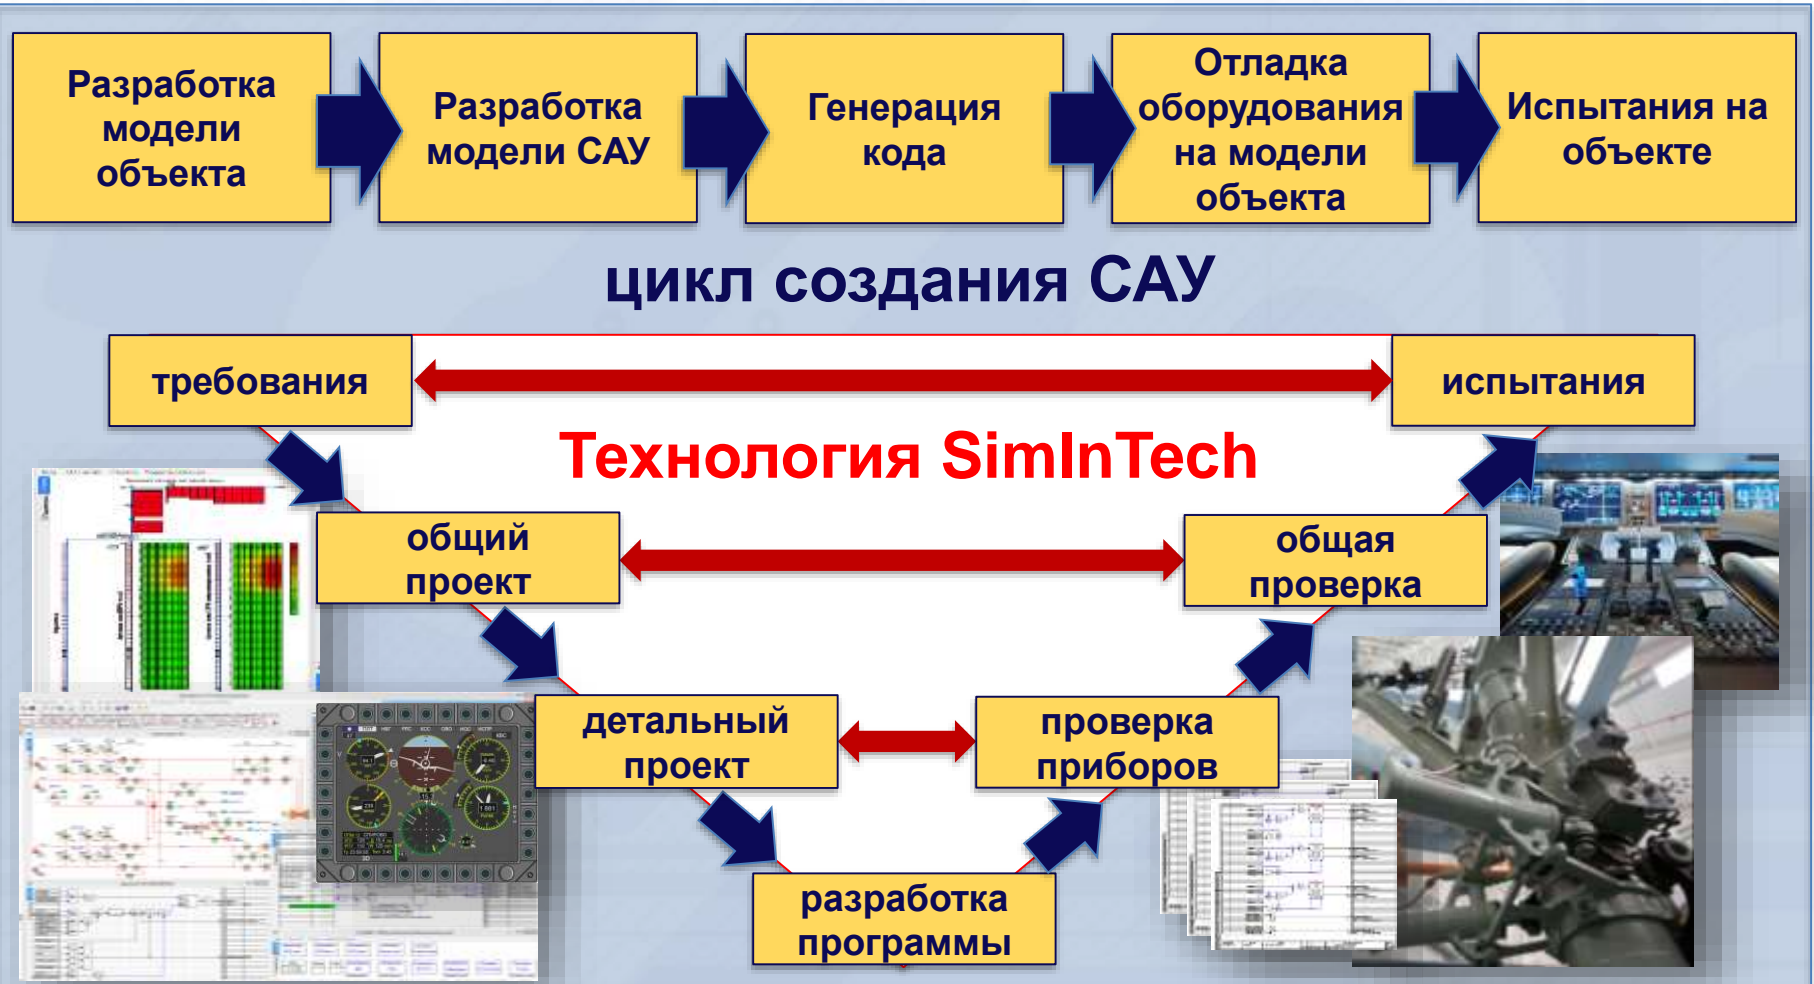 Разработка
модели
объекта
Разработка
модели САУ
Генерация
кода
Отладка
оборудования
на модели
объекта
Испытания на
объекте
цикл создания САУ
требования
испытания
Технология SimInTech
общий
проект
общая
проверка
детальный
проект
проверка
приборов
разработка
программы